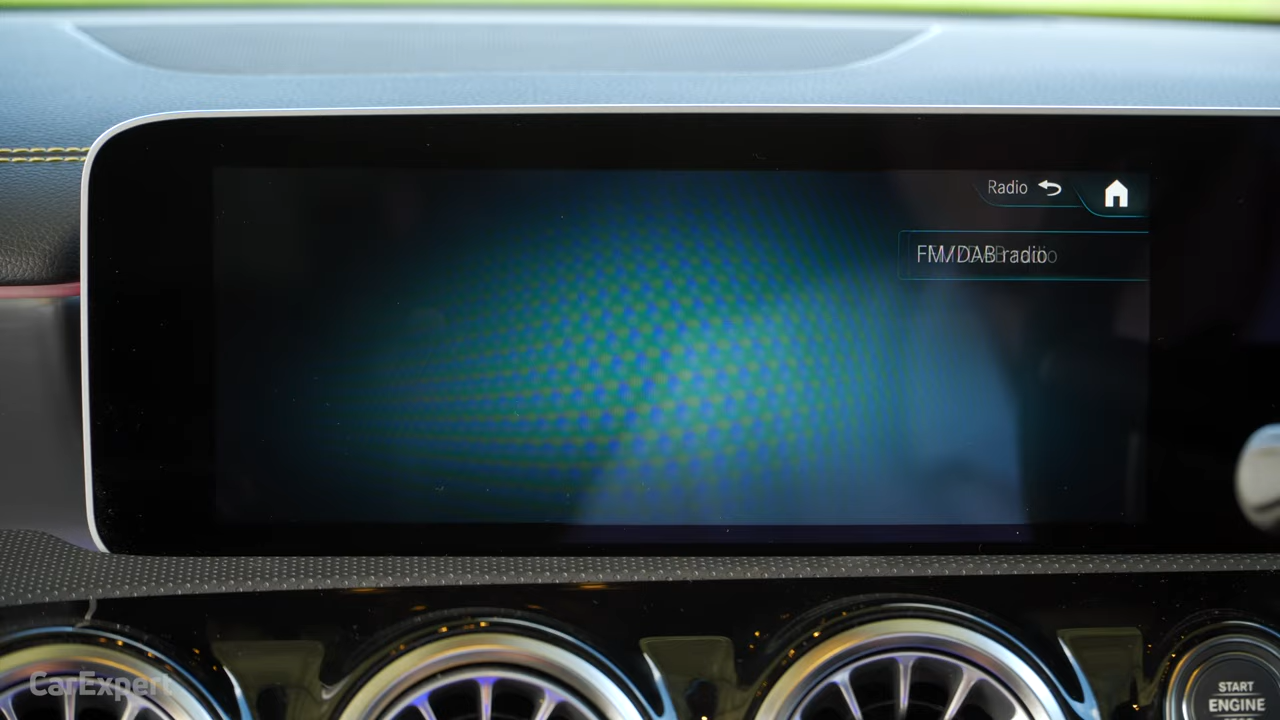 Radio
FM/DAB radio
CarExpert
START
ENGINE